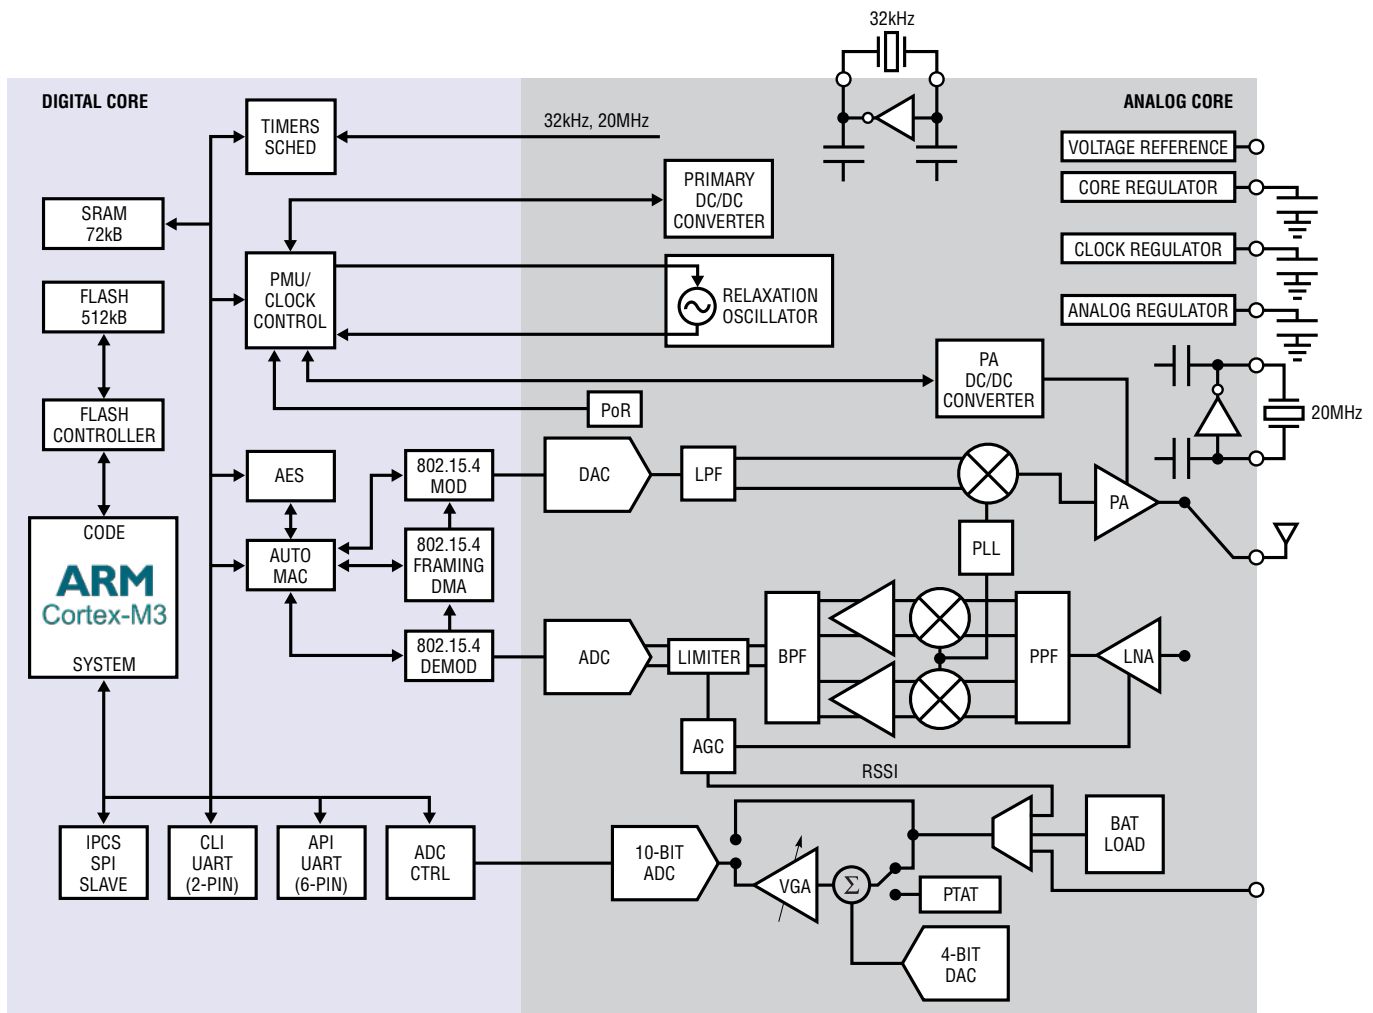 32kHz
DIGITAL CORE
ANALOG CORE
TIMERS
SCHED
32kHz, 20MHz
VOLTAGE REFERENCE
PRIMARY
DC/DC
CONVERTER
CORE REGULATOR
SRAM
72kB
CLOCK REGULATOR
PMU/
CLOCK
CONTROL
RELAXATION
OSCILLATOR
FLASH
512kB
ANALOG REGULATOR
PA
DC/DC
CONVERTER
20MHz
PoR
FLASH
CONTROLLER
AES
802.15.4
MOD
DAC
LPF
PA
CODE
ARM
Cortex-M3
SYSTEM
AUTO
MAC
802.15.4
FRAMING
DMA
PLL
802.15.4
DEMOD
ADC
LIMITER
BPF
PPF
LNA
AGC
RSSI
IPCS
SPI
SLAVE
CLI
UART
(2-PIN)
API
UART
(6-PIN)
ADC
CTRL
10-BIT
ADC
VGA
Σ
PTAT
BAT
LOAD
4-BIT
DAC